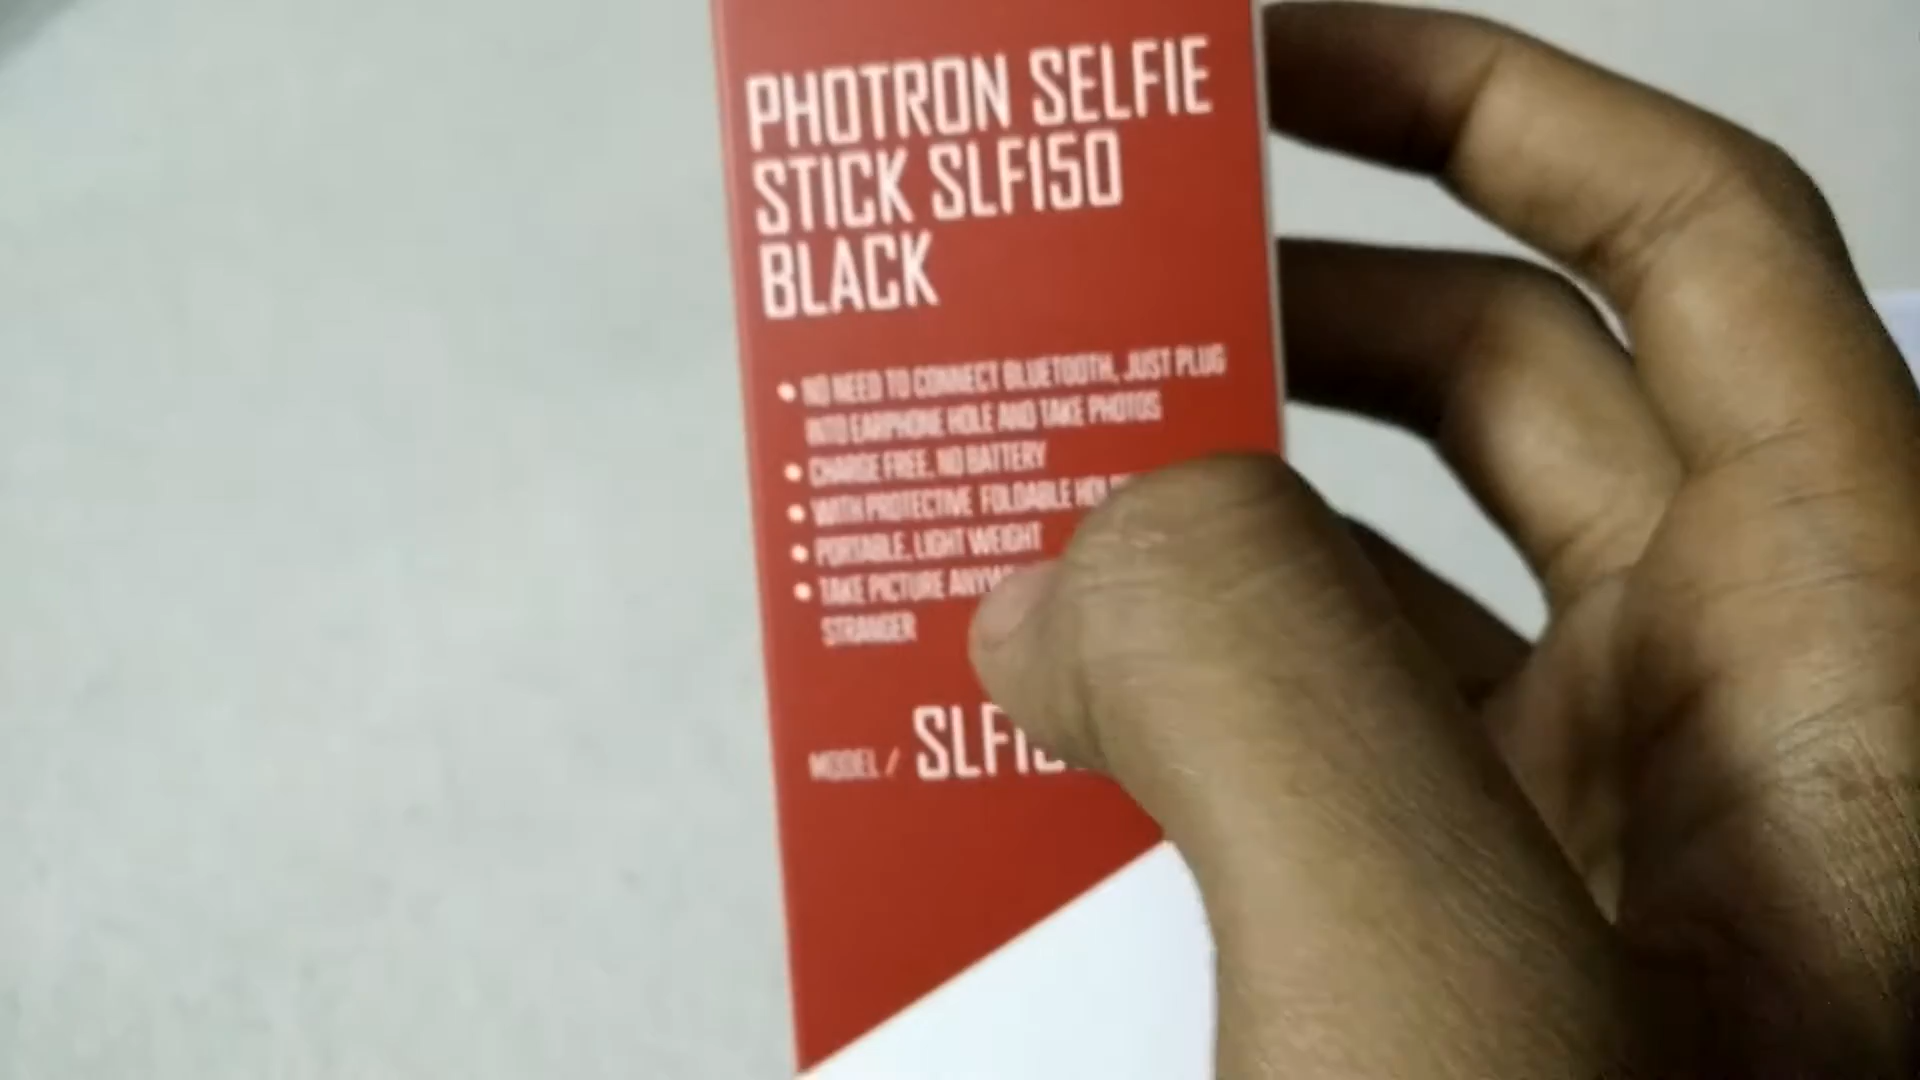 PHOTRON SELFIE
STICK SLF150
BLACK
• NO NEED TO CONNECT BLUETOOTH, JUST PLUG
INTO EARPHONE HOLE AND TAKE PHOTOS
• CHARGE FREE, NO BATTERY
• WITH PROTECTIVE FOLDABLE
• PORTABLE, LIGHT WEIGHT
• TAKE PICTURE
STRANGER
MODEL /